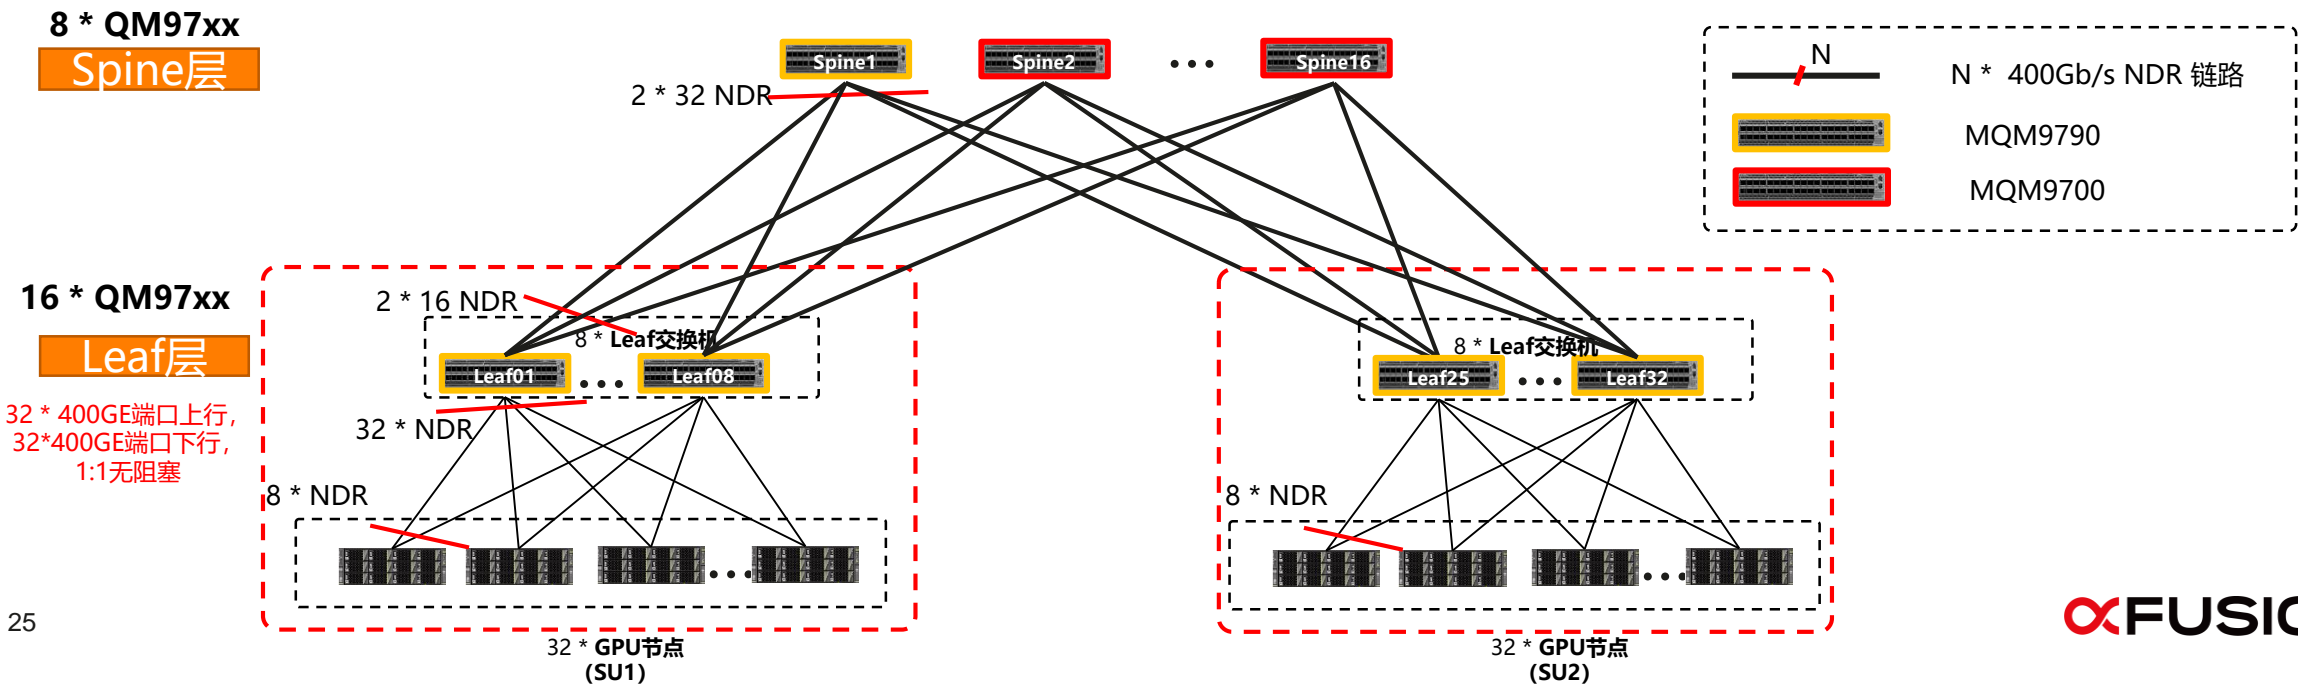 8 * QM97xx
Spine层
Spine1
Spine2
Spine16
2 * 32 NDR
N
N * 400Gb/s NDR 链路
MQM9790
MQM9700
16 * QM97xx
Leaf层
32 * 400GE端口上行,
32*400GE端口下行,
1:1无阻塞
2 * 16 NDR
8 * Leaf交换机
Leaf01
Leaf08
32 * NDR
8 * NDR
32 * GPU节点
(SU1)
8 * Leaf交换机
Leaf25
Leaf32
8 * NDR
32 * GPU节点
(SU2)
25